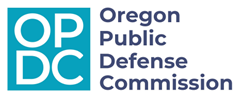 OP
DC
Oregon
Public
Defense
Commission